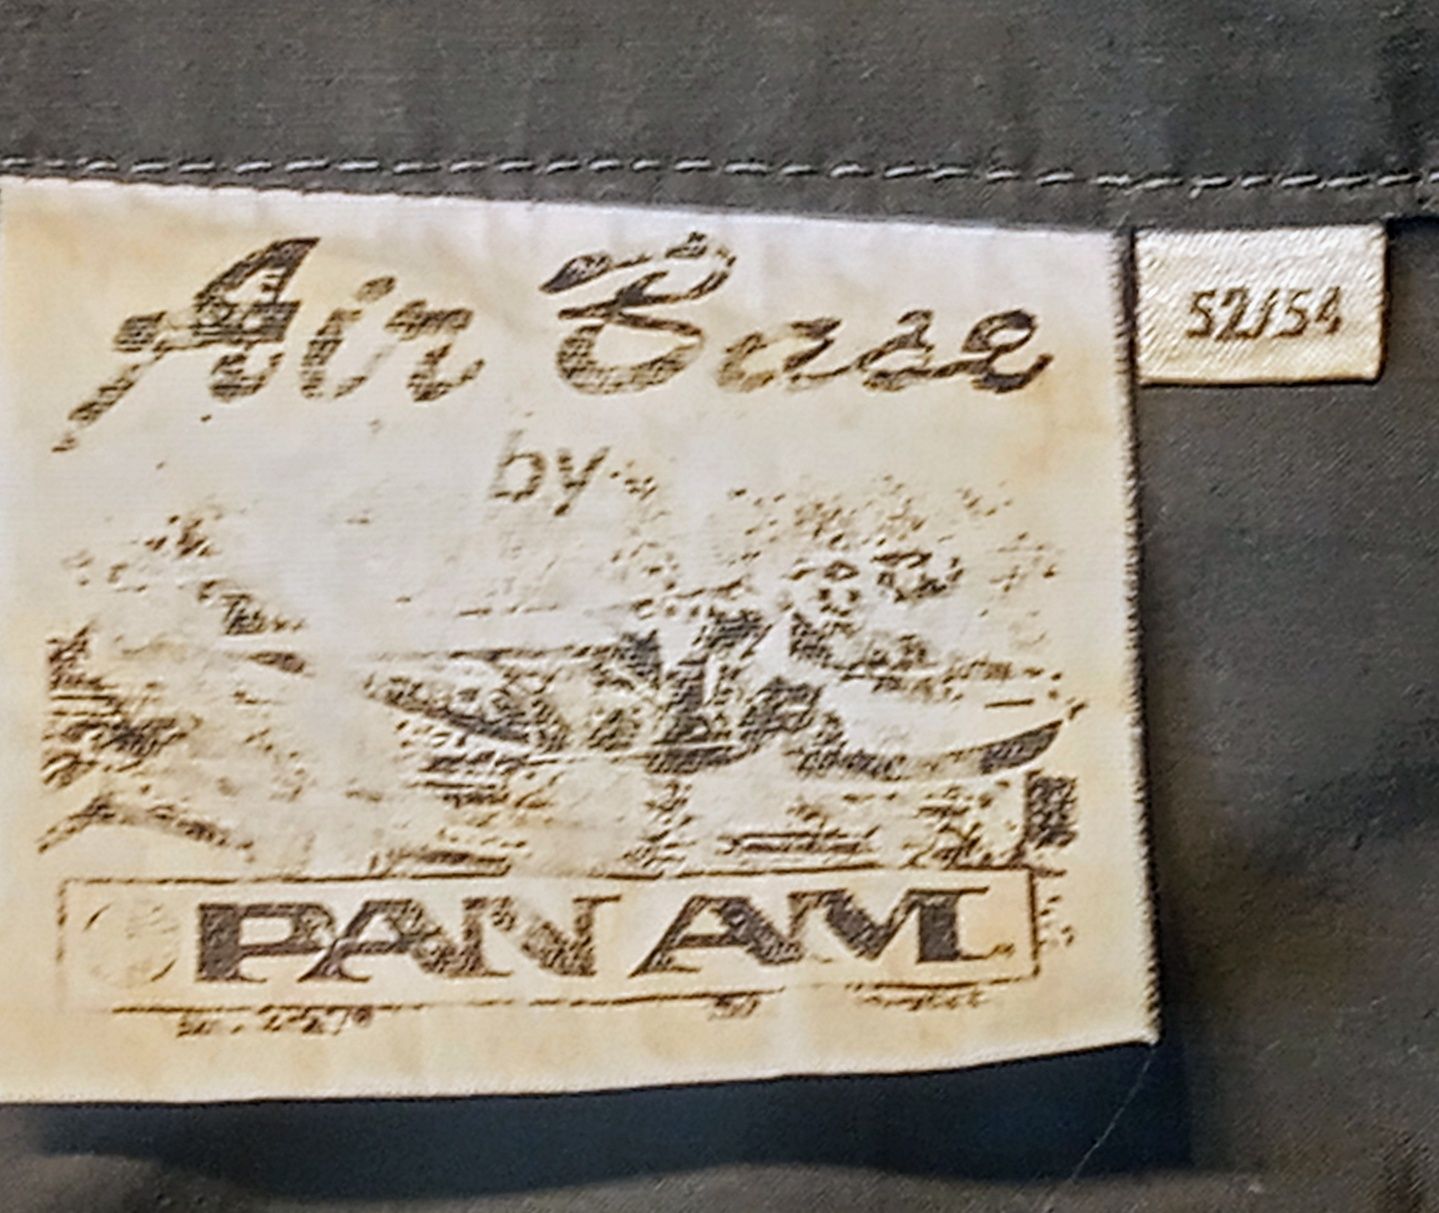 Air Base
52/54
by
PAN AM